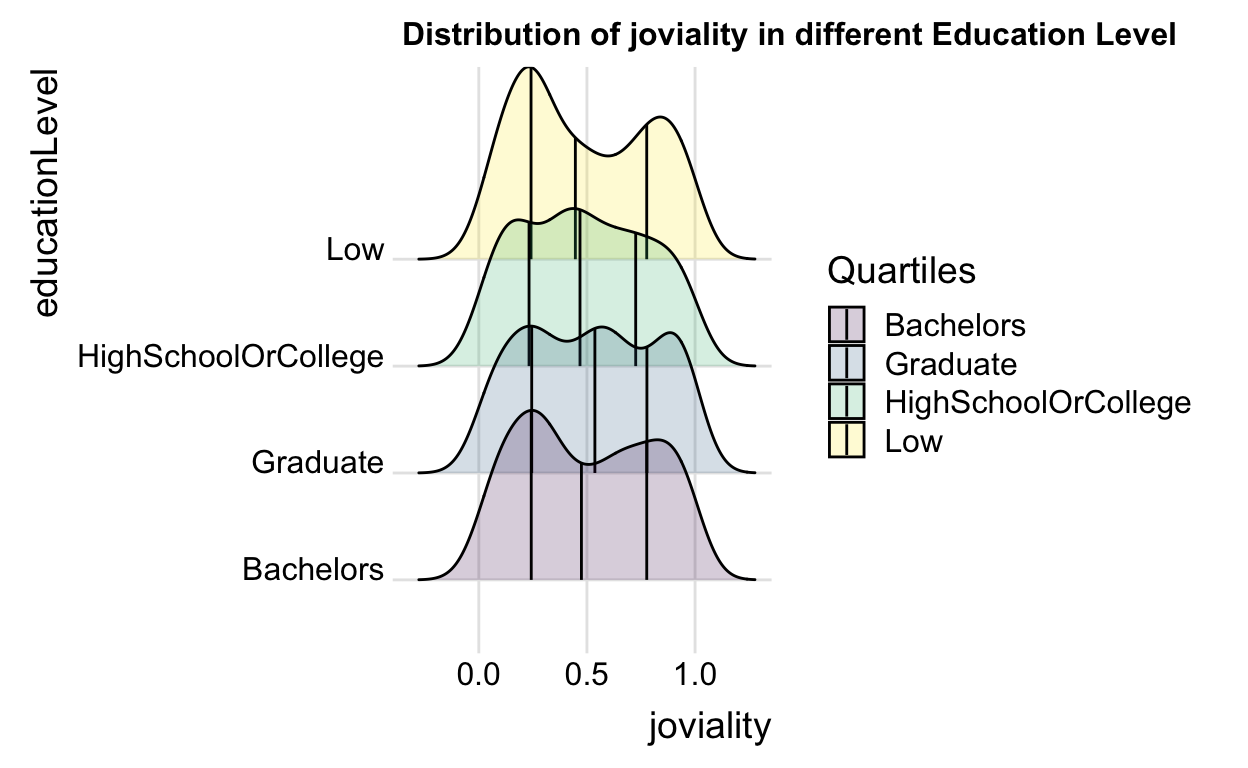 Distribution of joviality in different Education Level
educationLevel
Low
HighSchoolOrCollege
Graduate
Bachelors
0.0 0.5 1.0
joviality
Quartiles
Bachelors
Graduate
HighSchoolOrCollege
Low